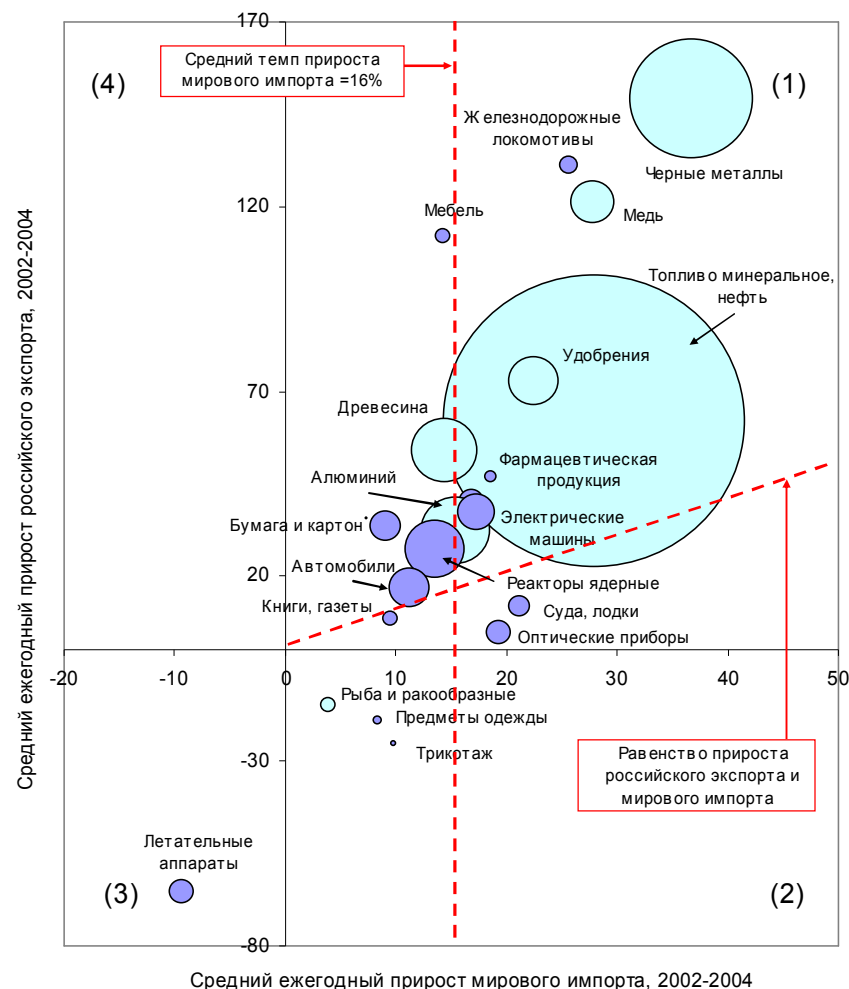 170
Средний темп прироста
мирового импорта =16%
(4)
(1)
Железнодорожные
локомотивы
Черные металлы
120
Мебель
Медь
Топливо минеральное,
нефть
Удобрения
70
Древесина
Фармацевтическая
продукция
Алюминий
Бумага и картон
Электрические
машины
Автомобили
20
Реакторы ядерные
Книги, газеты
Суда, лодки
Оптические приборы
-20
-10
0
10
20
30
40
50
Рыба и ракообразные
Предметы одежды
Трикотаж
-30
Равенство прироста
российского экспорта и
мирового импорта
Летательные
аппараты
(3)
(2)
-80
Средний ежегодный прирост российского экспорта, 2002-2004
Средний ежегодный прирост мирового импорта, 2002-2004